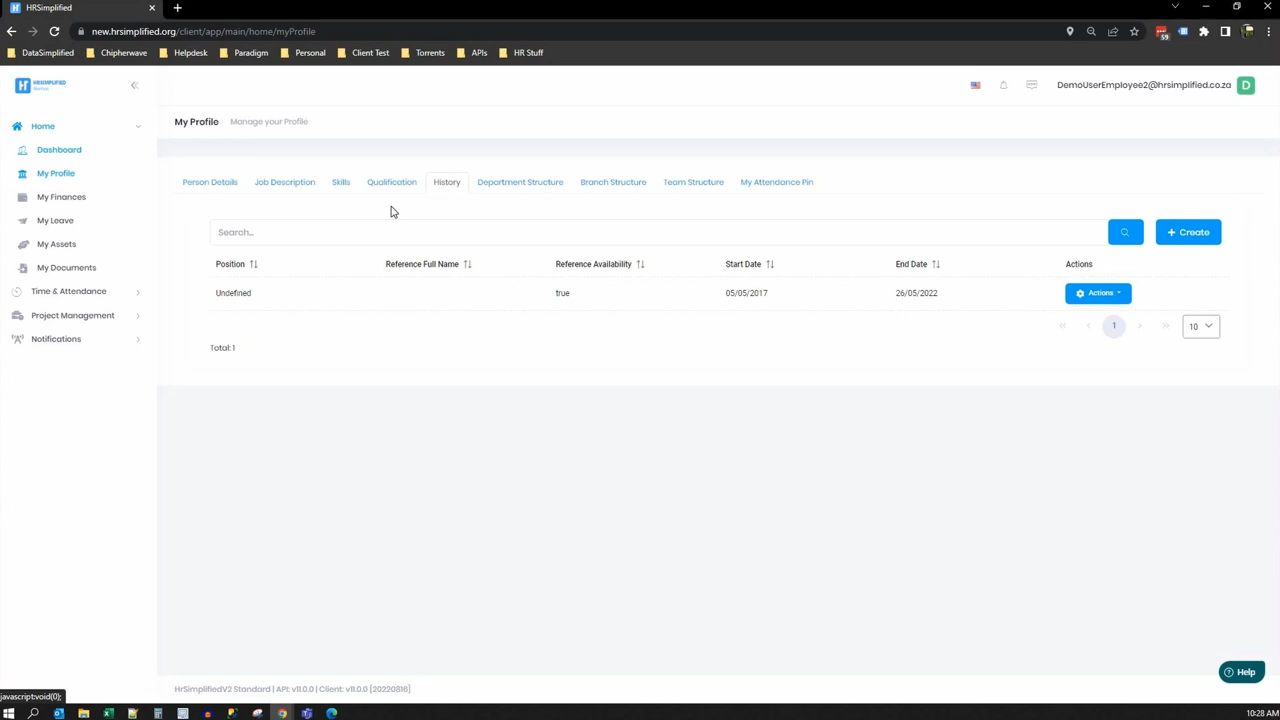 HRSimplified
new.hrsimplified.org/client/app/main/home/myProfile
59
DataSimplified
Chipherwave
Helpdesk
Paradigm
Personal
Client Test
Torrents
APIs
HR Stuff
H HRSIMPLIFIED
DemoUserEmployee2@hrsimplified.co.za
D
Home
Dashboard
My Profile
My Finances
My Leave
My Assets
My Documents
Time & Attendance
Project Management
Notifications
My Profile Manage your Profile
Person Details
Job Description
Skills
Qualification
History
Department Structure
Branch Structure
Team Structure
My Attendance Pin
Search...
+ Create
Position
Reference Full Name
Reference Availability
Start Date
End Date
Actions
Undefined
true
05/05/2017
26/05/2022
Actions
1
10
Total: 1
Help
HrSimplifiedV2 Standard | API: v11.0.0 | Client: v11.0.0 [20220816]
javascript:void(0);
10:28 AM